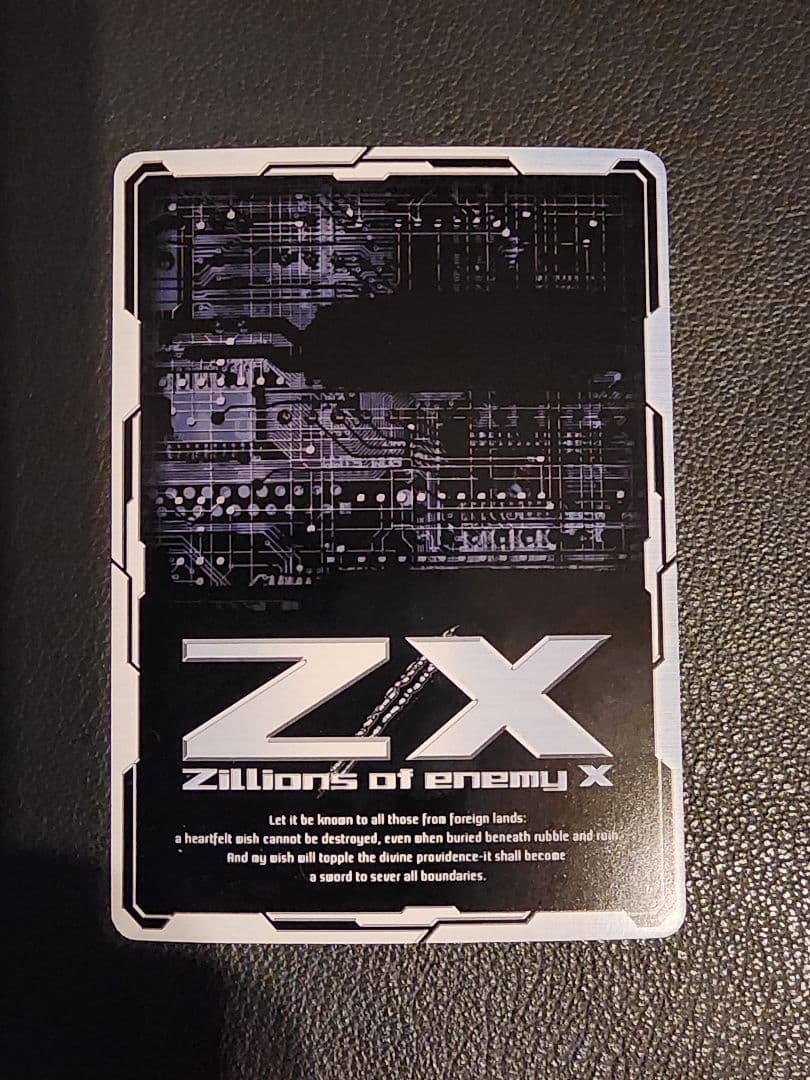 Z/X
Zillions of enemy X
Let it be known to all those from foreign lands:
a heartfelt wish cannot be destroyed, even when buried beneath rubble and ruin.
And my wish will topple the divine providence-it shall become
a sword to sever all boundaries.